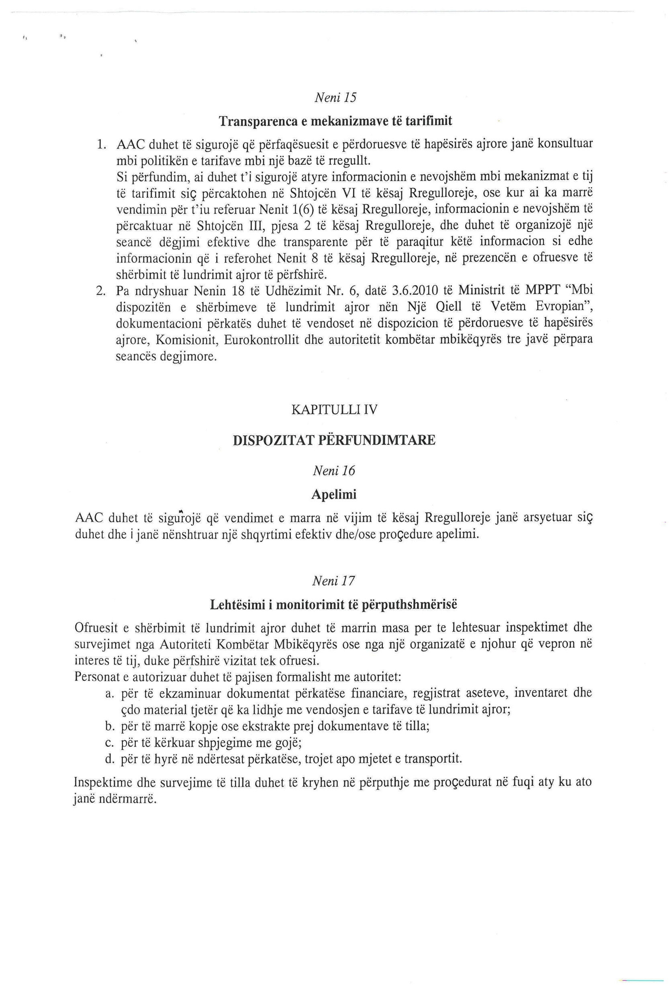 Neni 15
Transparenca e mekanizmave të tarifimit
1. AAC duhet të sigurojë që përfaqësuesit e përdoruesve të hapësirës ajrore janë konsultuar
mbi politikën e tarifave mbi një bazë të rregullt.
Si përfundim, ai duhet t’i sigurojë atyre informacionin e nevojshëm mbi mekanizmat e tij
të tarifimit siç përcaktohen në Shtojcën VI të kësaj Rregulloreje, ose kur ai ka marrë
vendimin për t’iu referuar Nenit 1(6) të kësaj Rregulloreje, informacionin e nevojshëm të
përcaktuar në Shtojcën III, pjesa 2 të kësaj Rregulloreje, dhe duhet të organizojë një
seancë dëgjimi efektive dhe transparente për të paraqitur këtë informacion si edhe
informacionin që i referohet Nenit 8 të kësaj Rregulloreje, në prezencën e ofruesve të
shërbimit të lundrimit ajror të përfshirë.
2. Pa ndryshuar Nenin 18 të Udhëzimit Nr. 6, datë 3.6.2010 të Ministrit të MPPT “Mbi
dispozitën e shërbimeve të lundrimit ajror nën Një Qiell të Vetëm Evropian”,
dokumentacioni përkatës duhet të vendoset në dispozicion të përdoruesve të hapësirës
ajrore, Komisionit, Eurokontrollit dhe autoritetit kombëtar mbikëqyrës tre javë përpara
seancës degjimore.
KAPITULLI IV
DISPOZITAT PËRFUNDIMTARE
Neni 16
Apelimi
AAC duhet të sigurojë që vendimet e marra në vijim të kësaj Rregulloreje janë arsyetuar siç
duhet dhe i janë nënshtruar një shqyrtimi efektiv dhe/ose proçedure apelimi.
Neni 17
Lehtësimi i monitorimit të përputhshmërisë
Ofruesit e shërbimit të lundrimit ajror duhet të marrin masa per te lehtesuar inspektimet dhe
survejimet nga Autoriteti Kombëtar Mbikëqyrës ose nga një organizatë e njohur që vepron në
interes të tij, duke përfshirë vizitat tek ofruesi.
Personat e autorizuar duhet të pajisen formalisht me autoritet:
a. për të ekzaminuar dokumentat përkatëse financiare, regjistrat aseteve, inventaret dhe
çdo material tjetër që ka lidhje me vendosjen e tarifave të lundrimit ajror;
b. për të marrë kopje ose ekstrakte prej dokumentave të tilla;
c. për të kërkuar shpjegime me gojë;
d. për të hyrë në ndërtesat përkatëse, trojet apo mjetet e transportit.
Inspektime dhe survejime të tilla duhet të kryhen në përputhje me proçedurat në fuqi aty ku ato
janë ndërmarrë.